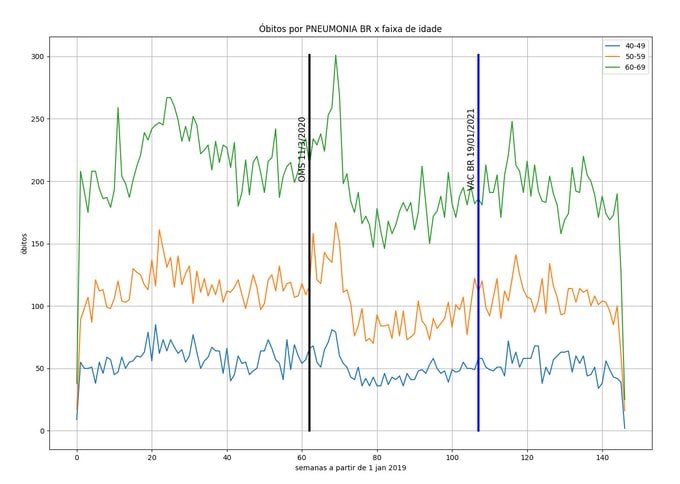 Óbitos por PNEUMONIA BR x faixa de idade
40-49
50-59
60-69
300
250
200
150
100
50
0
óbitos
OMS 11/3/2020
VAC BR 19/01/2021
0 20 40 60 80 100 120 140
semanas a partir de 1 jan 2019